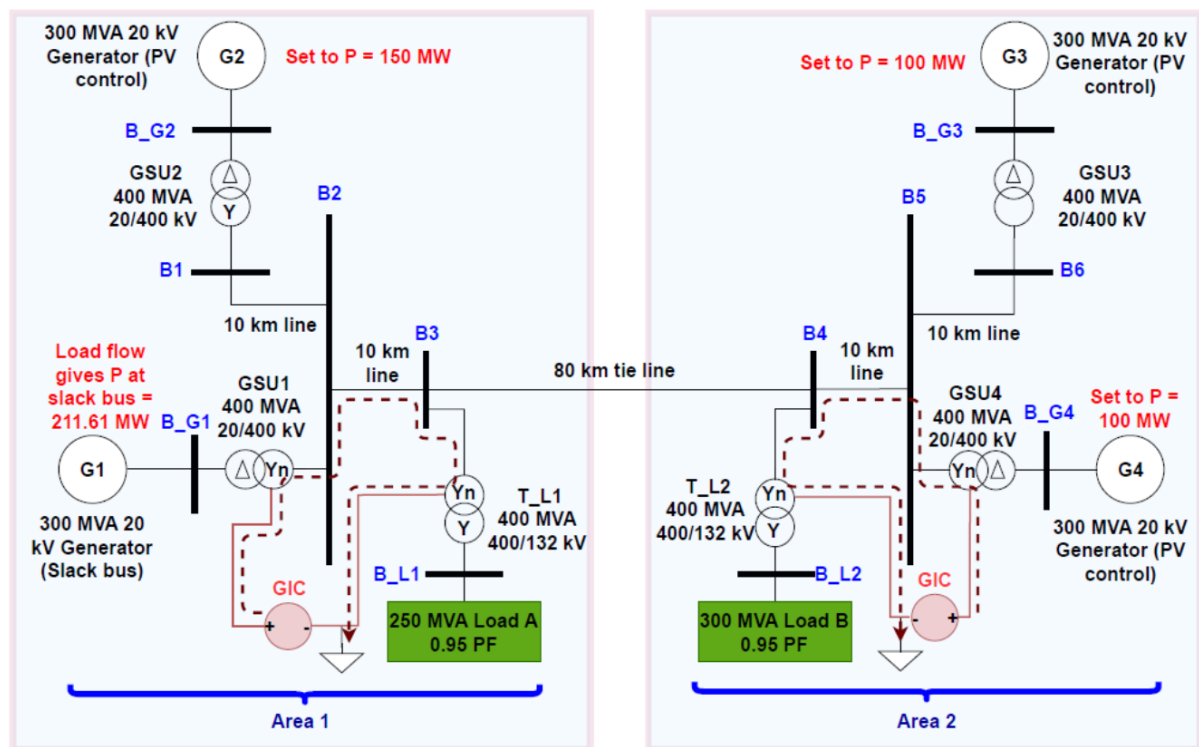 300 MVA 20 kV
Generator (PV
control)
G2
Set to P = 150 MW
B_G2
GSU2
400 MVA
20/400 kV
Δ
Y
B2
B1
10 km line
Load flow
gives P at
slack bus =
211.61 MW
B_G1
GSU1
400 MVA
20/400 kV
G1
Δ
Yn
300 MVA 20
kV Generator
(Slack bus)
10 km
line
B3
Yn
Y
T_L1
400 MVA
400/132 kV
GIC
+
-
B_L1
250 MVA Load A
0.95 PF
Area 1
80 km tie line
Set to P = 100 MW
G3
300 MVA 20 kV
Generator (PV
control)
B_G3
Δ
GSU3
400 MVA
20/400 kV
B5
B6
10 km line
B4
10 km
line
GSU4
400 MVA
20/400 kV
B_G4
Set to P =
100 MW
Yn
Δ
G4
300 MVA 20 kV
Generator (PV
control)
T_L2
400 MVA
400/132 kV
Yn
Y
B_L2
GIC
-
+
300 MVA Load B
0.95 PF
Area 2